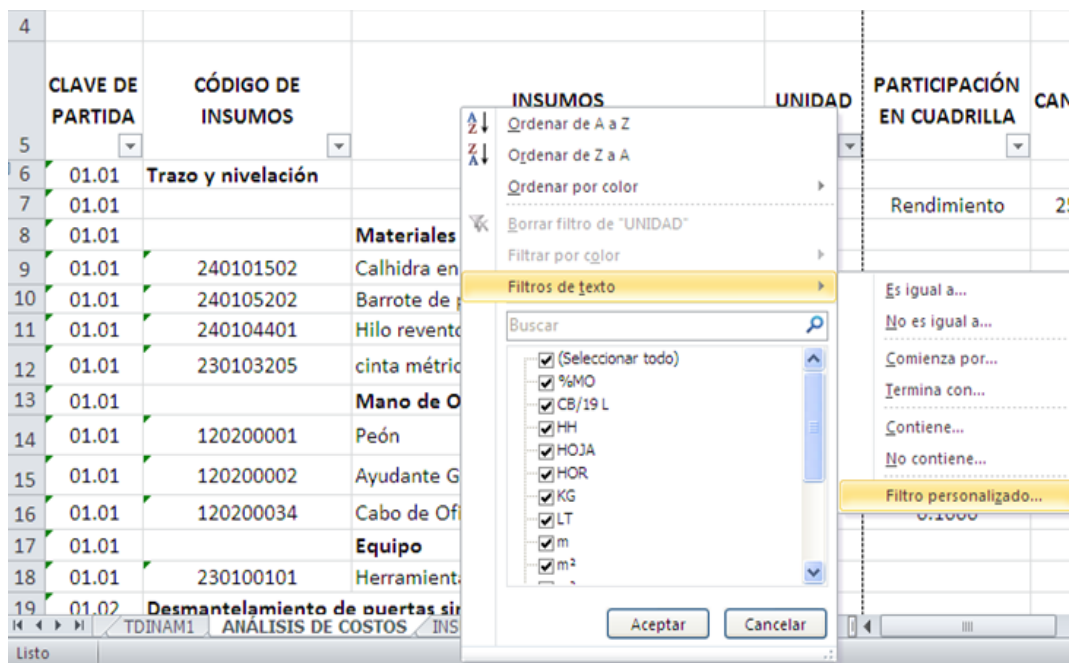 4
CLAVE DE PARTIDA CÓDIGO DE INSUMOS INSUMOS UNIDAD PARTICIPACIÓN EN CUADRILLA CAN
5
6 01.01 Trazo y nivelación
7 01.01 Rendimiento 25
8 01.01 Materiales
9 01.01 240101502 Calhidra en
10 01.01 240105202 Barrote de p
11 01.01 240104401 Hilo revento
12 01.01 230103205 cinta métric
13 01.01 Mano de O
14 01.01 120200001 Peón
15 01.01 120200002 Ayudante G
16 01.01 120200034 Cabo de Ofi 0.1000
17 01.01 Equipo
18 01.01 230100101 Herramienta
19 01.02 Desmantelamiento de puertas sin
Ordenar de A a Z
Ordenar de Z a A
Ordenar por color
Borrar filtro de "UNIDAD"
Filtrar por color
Filtros de texto
Buscar
(Seleccionar todo)
%MO
CB/19 L
HH
HOJA
HOR
KG
LT
m
m²
Aceptar Cancelar
Es igual a...
No es igual a...
Comienza por...
Termina con...
Contiene...
No contiene...
Filtro personalizado...
TDINAM1 ANÁLISIS DE COSTOS INS
Listo